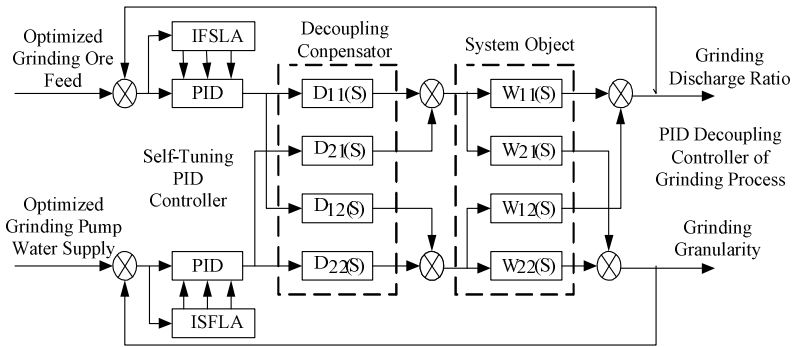 Optimized
Grinding Ore
Feed
IFSLA
PID
Decoupling
Conpensator
System Object
D11(S)
W11(S)
Grinding
Discharge Ratio
Self-Tuning
PID
Controller
D21(S)
W21(S)
PID Decoupling
Controller of
Grinding Process
D12(S)
W12(S)
Optimized
Grinding Pump
Water Supply
PID
D22(S)
W22(S)
Grinding
Granularity
ISFLA